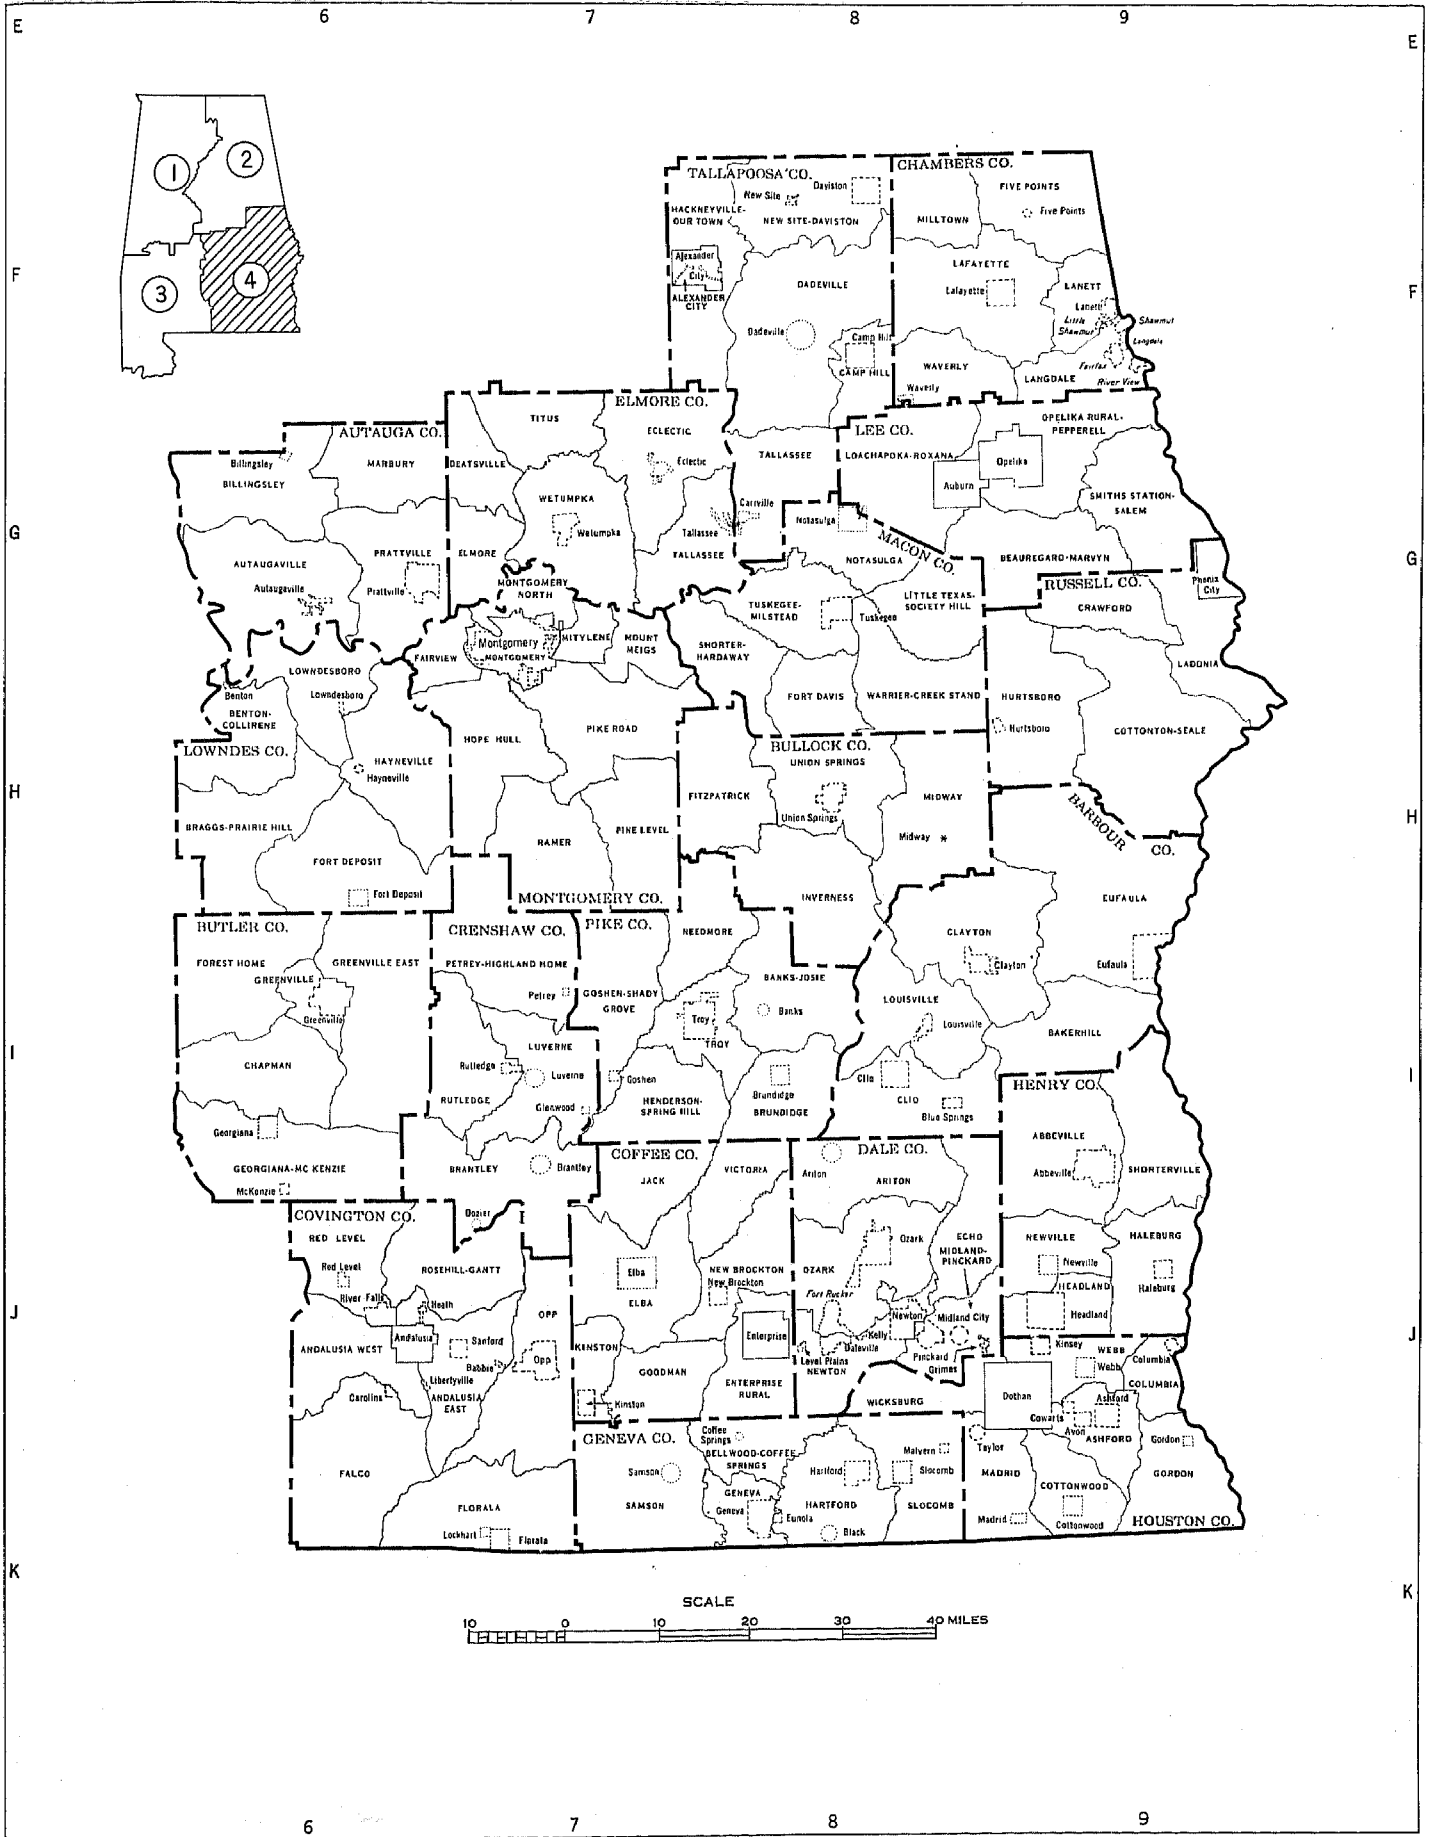 6 7 8 9
E E
1
2
3
4
TALLAPOOSA CO.
CHAMBERS CO.
New Site
Daviston
FIVE POINTS
Five Points
HACKNEYVILLE-
OUR TOWN
NEW SITE-DAVISTON
MILLTOWN
F F
Alexander
City
ALEXANDER
CITY
DADEVILLE
Dadeville
LAFAYETTE
Lafayette
LANETT
Lanett
Little
Shawmut
Shawmut
Langdale
Fairfax
River View
Camp Hill
CAMP HILL
WAVERLY
Waverly
LANGDALE
ELMORE CO.
TITUS
ECLECTIC
Eclectic
AUTAUGA CO.
Billingsley
BILLINGSLEY
MARBURY
DEATSVILLE
WETUMPKA
Wetumpka
TALLASSEE
LEE CO.
LOACHAPOKA-ROXANA
OPELIKA RURAL-
PEPPERELL
Opelika
Auburn
SMITHS STATION-
SALEM
Carrville
Tallassee
TALLASSEE
Notasulga
NOTASULGA
MACON CO.
G G
AUTAUGAVILLE
Autaugaville
PRATTVILLE
Prattville
ELMORE
MONTGOMERY
NORTH
BEAUREGARD-MARVYN
RUSSELL CO.
Phenix
City
CRAWFORD
TUSKEGEE-
MILSTEAD
Tuskegee
LITTLE TEXAS-
SOCIETY HILL
Montgomery
MONTGOMERY
MITYLENE
MOUNT
MEIGS
FAIRVIEW
SHORTER-
HARDAWAY
LADONIA
LOWNDESBORO
Lowndesboro
Benton
BENTON-
COLLIRENE
FORT DAVIS
WARRIER-CREEK STAND
HURTSBORO
Hurtsboro
COTTONTON-SEALE
LOWNDES CO.
HOPE HULL
PIKE ROAD
BULLOCK CO.
UNION SPRINGS
Union Springs
HAYNEVILLE
Hayneville
H H
FITZPATRICK
MIDWAY
Midway *
BARBOUR
CO.
BRAGGS-PRAIRIE HILL
FORT DEPOSIT
Fort Deposit
RAMER
PINE LEVEL
MONTGOMERY CO.
INVERNESS
EUFAULA
Eufaula
BUTLER CO.
CRENSHAW CO.
PIKE CO.
NEEDMORE
CLAYTON
Clayton
FOREST HOME
GREENVILLE EAST
GREENVILLE
Greenville
PETREY-HIGHLAND HOME
Petrey
GOSHEN-SHADY
GROVE
BANKS-JOSIE
Banks
Troy
TROY
LOUISVILLE
Louisville
BAKERHILL
I I
CHAPMAN
LUVERNE
Luverne
Rutledge
RUTLEDGE
Glenwood
Goshen
HENDERSON-
SPRING HILL
Brundidge
BRUNDIDGE
Clio
CLIO
Blue Springs
HENRY CO.
ABBEVILLE
Abbeville
SHORTERVILLE
Georgiana
GEORGIANA-MC KENZIE
McKenzie
BRANTLEY
Brantley
COFFEE CO.
JACK
VICTORIA
DALE CO.
Ariton
ARITON
COVINGTON CO.
RED LEVEL
Red Level
Dozier
ROSEHILL-GANTT
Elba
ELBA
NEW BROCKTON
New Brockton
OZARK
Ozark
ECHO
MIDLAND-
PINCKARD
NEWVILLE
Newville
HALEBURG
Haleburg
HEADLAND
Headland
J J
River Falls
Heath
OPP
Opp
Fort Rucker
Newton
Midland City
ANDALUSIA WEST
Andalusia
Sanford
Babbie
Libertyville
ANDALUSIA
EAST
Carolina
KINSTON
Kinston
GOODMAN
Enterprise
ENTERPRISE
RURAL
Kelly
Daleville
Level Plains
NEWTON
Pinckard
Grimes
WICKSBURG
Kinsey
WEBB
Webb
Columbia
COLUMBIA
Dothan
Cowarts
Avon
Ashford
ASHFORD
GENEVA CO.
Coffee
Springs
BELLWOOD-COFFEE
SPRINGS
Malvern
Taylor
Gordon
GORDON
FALCO
Samson
SAMSON
GENEVA
Geneva
Eunola
Hartford
HARTFORD
Black
Slocomb
SLOCOMB
MADRID
Madrid
COTTONWOOD
Cottonwood
HOUSTON CO.
FLORALA
Lockhart
Florala
K K
SCALE
10 0 10 20 30 40 MILES
6 7 8 9